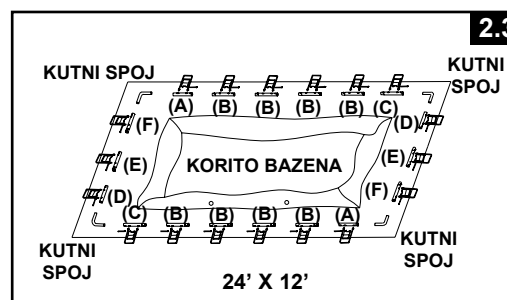 2.3
KUTNI SPOJ
KUTNI
SPOJ
(A) (B) (B) (B) (B) (C)
(F) (D)
(E) KORITO BAZENA (E)
(D) (F)
(C) (B) (B) (B) (B) (A)
KUTNI
SPOJ
KUTNI
SPOJ
24’ X 12’